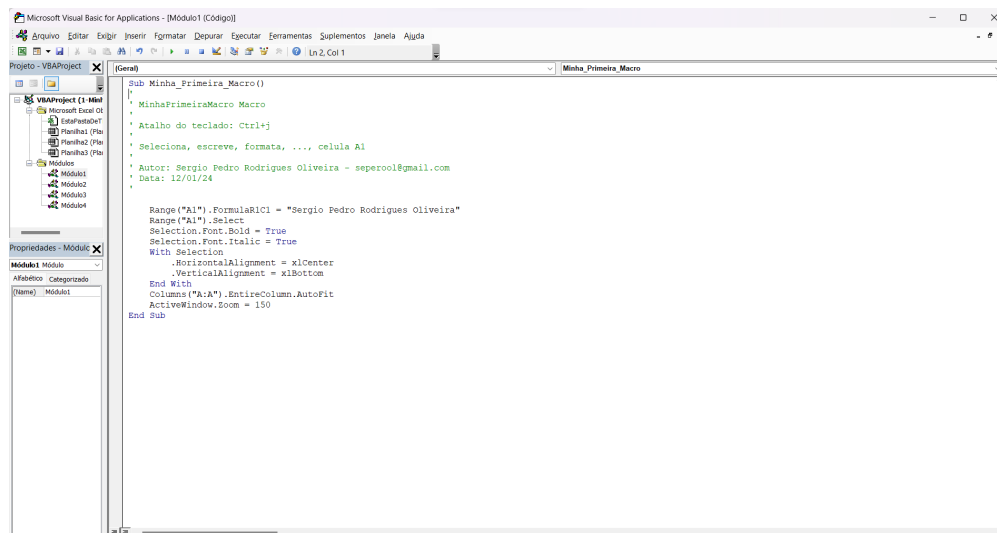 Microsoft Visual Basic for Applications - [Módulo1 (Código)]
Arquivo Editar Exibir Inserir Formatar Depurar Executar Ferramentas Suplementos Janela Ajuda
Ln 2, Col 1
Projeto - VBAProject
VBAProject (1-Minl
Microsoft Excel Ob
EstaPastaDeT
Planilha1 (Pla
Planilha2 (Pla
Planilha3 (Pla
Módulos
Módulo1
Módulo2
Módulo3
Módulo4
Propriedades - Módulo
Módulo1 Módulo
Alfabético Categorizado
(Name) Módulo1
(Geral)
Minha_Primeira_Macro
Sub Minha_Primeira_Macro()
'
' MinhaPrimeiraMacro Macro
'
' Atalho do teclado: Ctrl+j
'
' Seleciona, escreve, formata, ..., celula A1
'
' Autor: Sergio Pedro Rodrigues Oliveira - seperool@gmail.com
' Data: 12/01/24
'
Range("A1").FormulaR1C1 = "Sergio Pedro Rodrigues Oliveira"
Range("A1").Select
Selection.Font.Bold = True
Selection.Font.Italic = True
With Selection
.HorizontalAlignment = xlCenter
.VerticalAlignment = xlBottom
End With
Columns("A:A").EntireColumn.AutoFit
ActiveWindow.Zoom = 150
End Sub